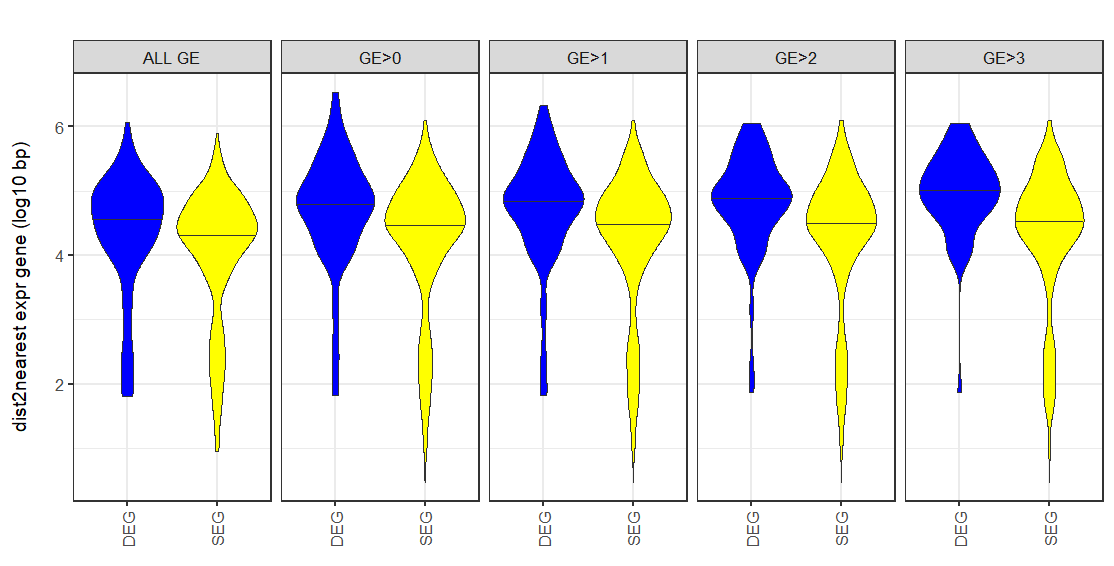 ALL GE GE>0 GE>1 GE>2 GE>3
dist2nearest expr gene (log10 bp)
6
4
2
DEG SEG DEG SEG DEG SEG DEG SEG DEG SEG